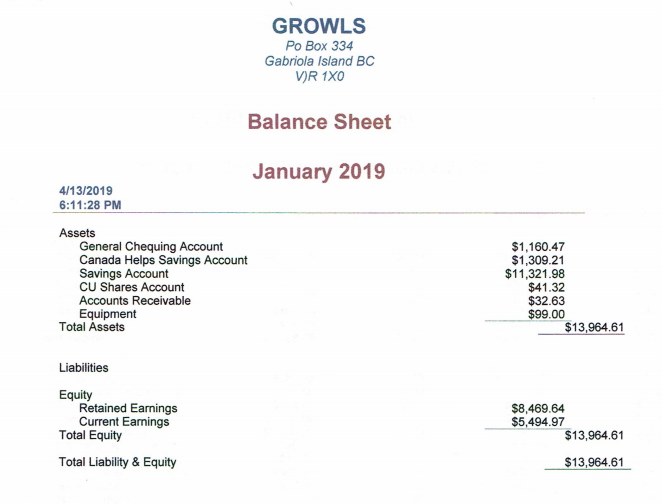 GROWLS
Po Box 334
Gabriola Island BC
V)R 1X0
Balance Sheet
January 2019
4/13/2019
6:11:28 PM
Assets
General Chequing Account $1,160.47
Canada Helps Savings Account $1,309.21
Savings Account $11,321.98
CU Shares Account $41.32
Accounts Receivable $32.63
Equipment $99.00
Total Assets $13,964.61
Liabilities
Equity
Retained Earnings $8,469.64
Current Earnings $5,494.97
Total Equity $13,964.61
Total Liability & Equity $13,964.61